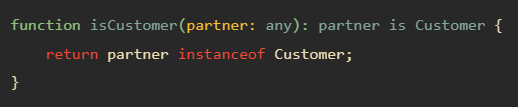 function isCustomer(partner: any): partner is Customer {
    return partner instanceof Customer;
}